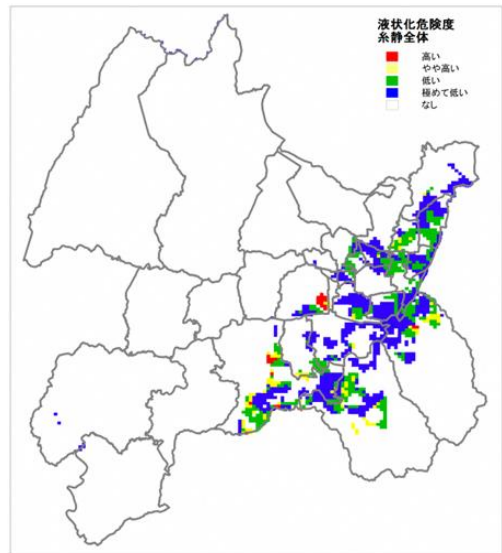 液状化危険度
糸静全体
高い
やや高い
低い
極めて低い
なし